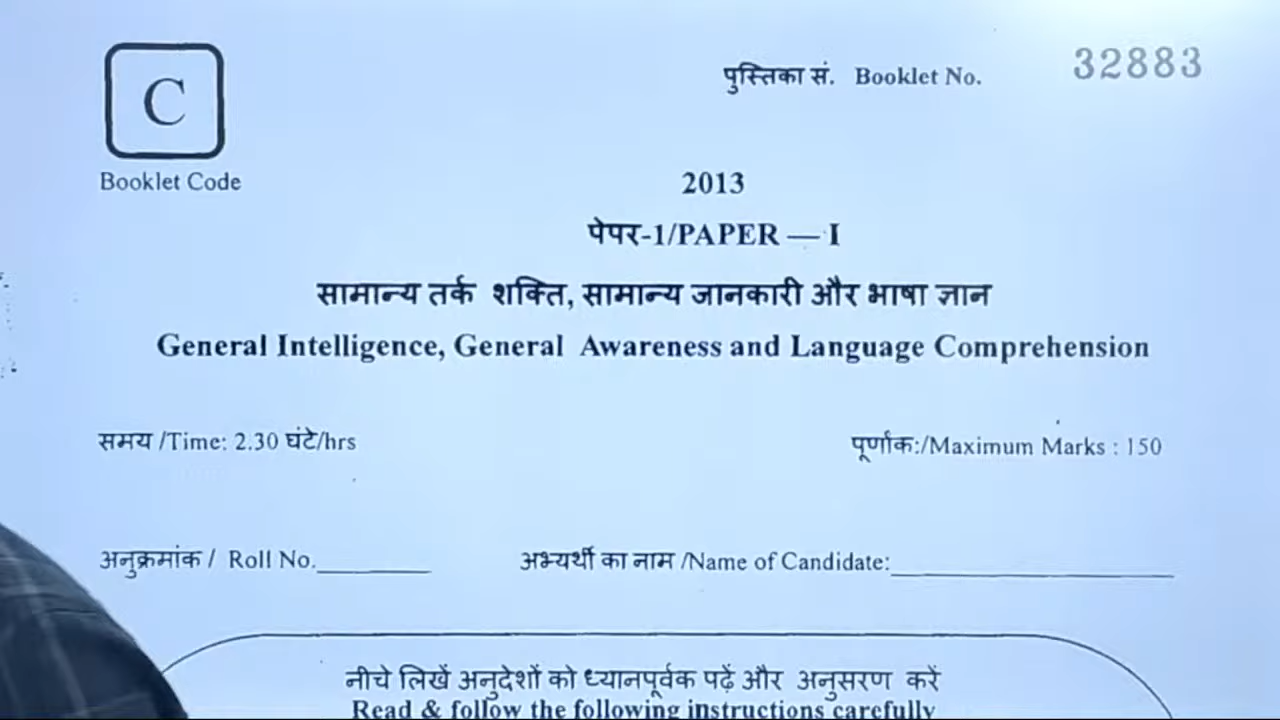 C
Booklet Code
पुस्तिका सं. Booklet No. 32883
2013
पेपर-1/PAPER — I
सामान्य तर्क शक्ति, सामान्य जानकारी और भाषा ज्ञान
General Intelligence, General Awareness and Language Comprehension
समय /Time: 2.30 घंटे/hrs
पूर्णांक:/Maximum Marks : 150
अनुक्रमांक / Roll No.
अभ्यर्थी का नाम /Name of Candidate:
नीचे लिखें अनुदेशों को ध्यानपूर्वक पढ़ें और अनुसरण करें
Read & follow the following instructions carefully